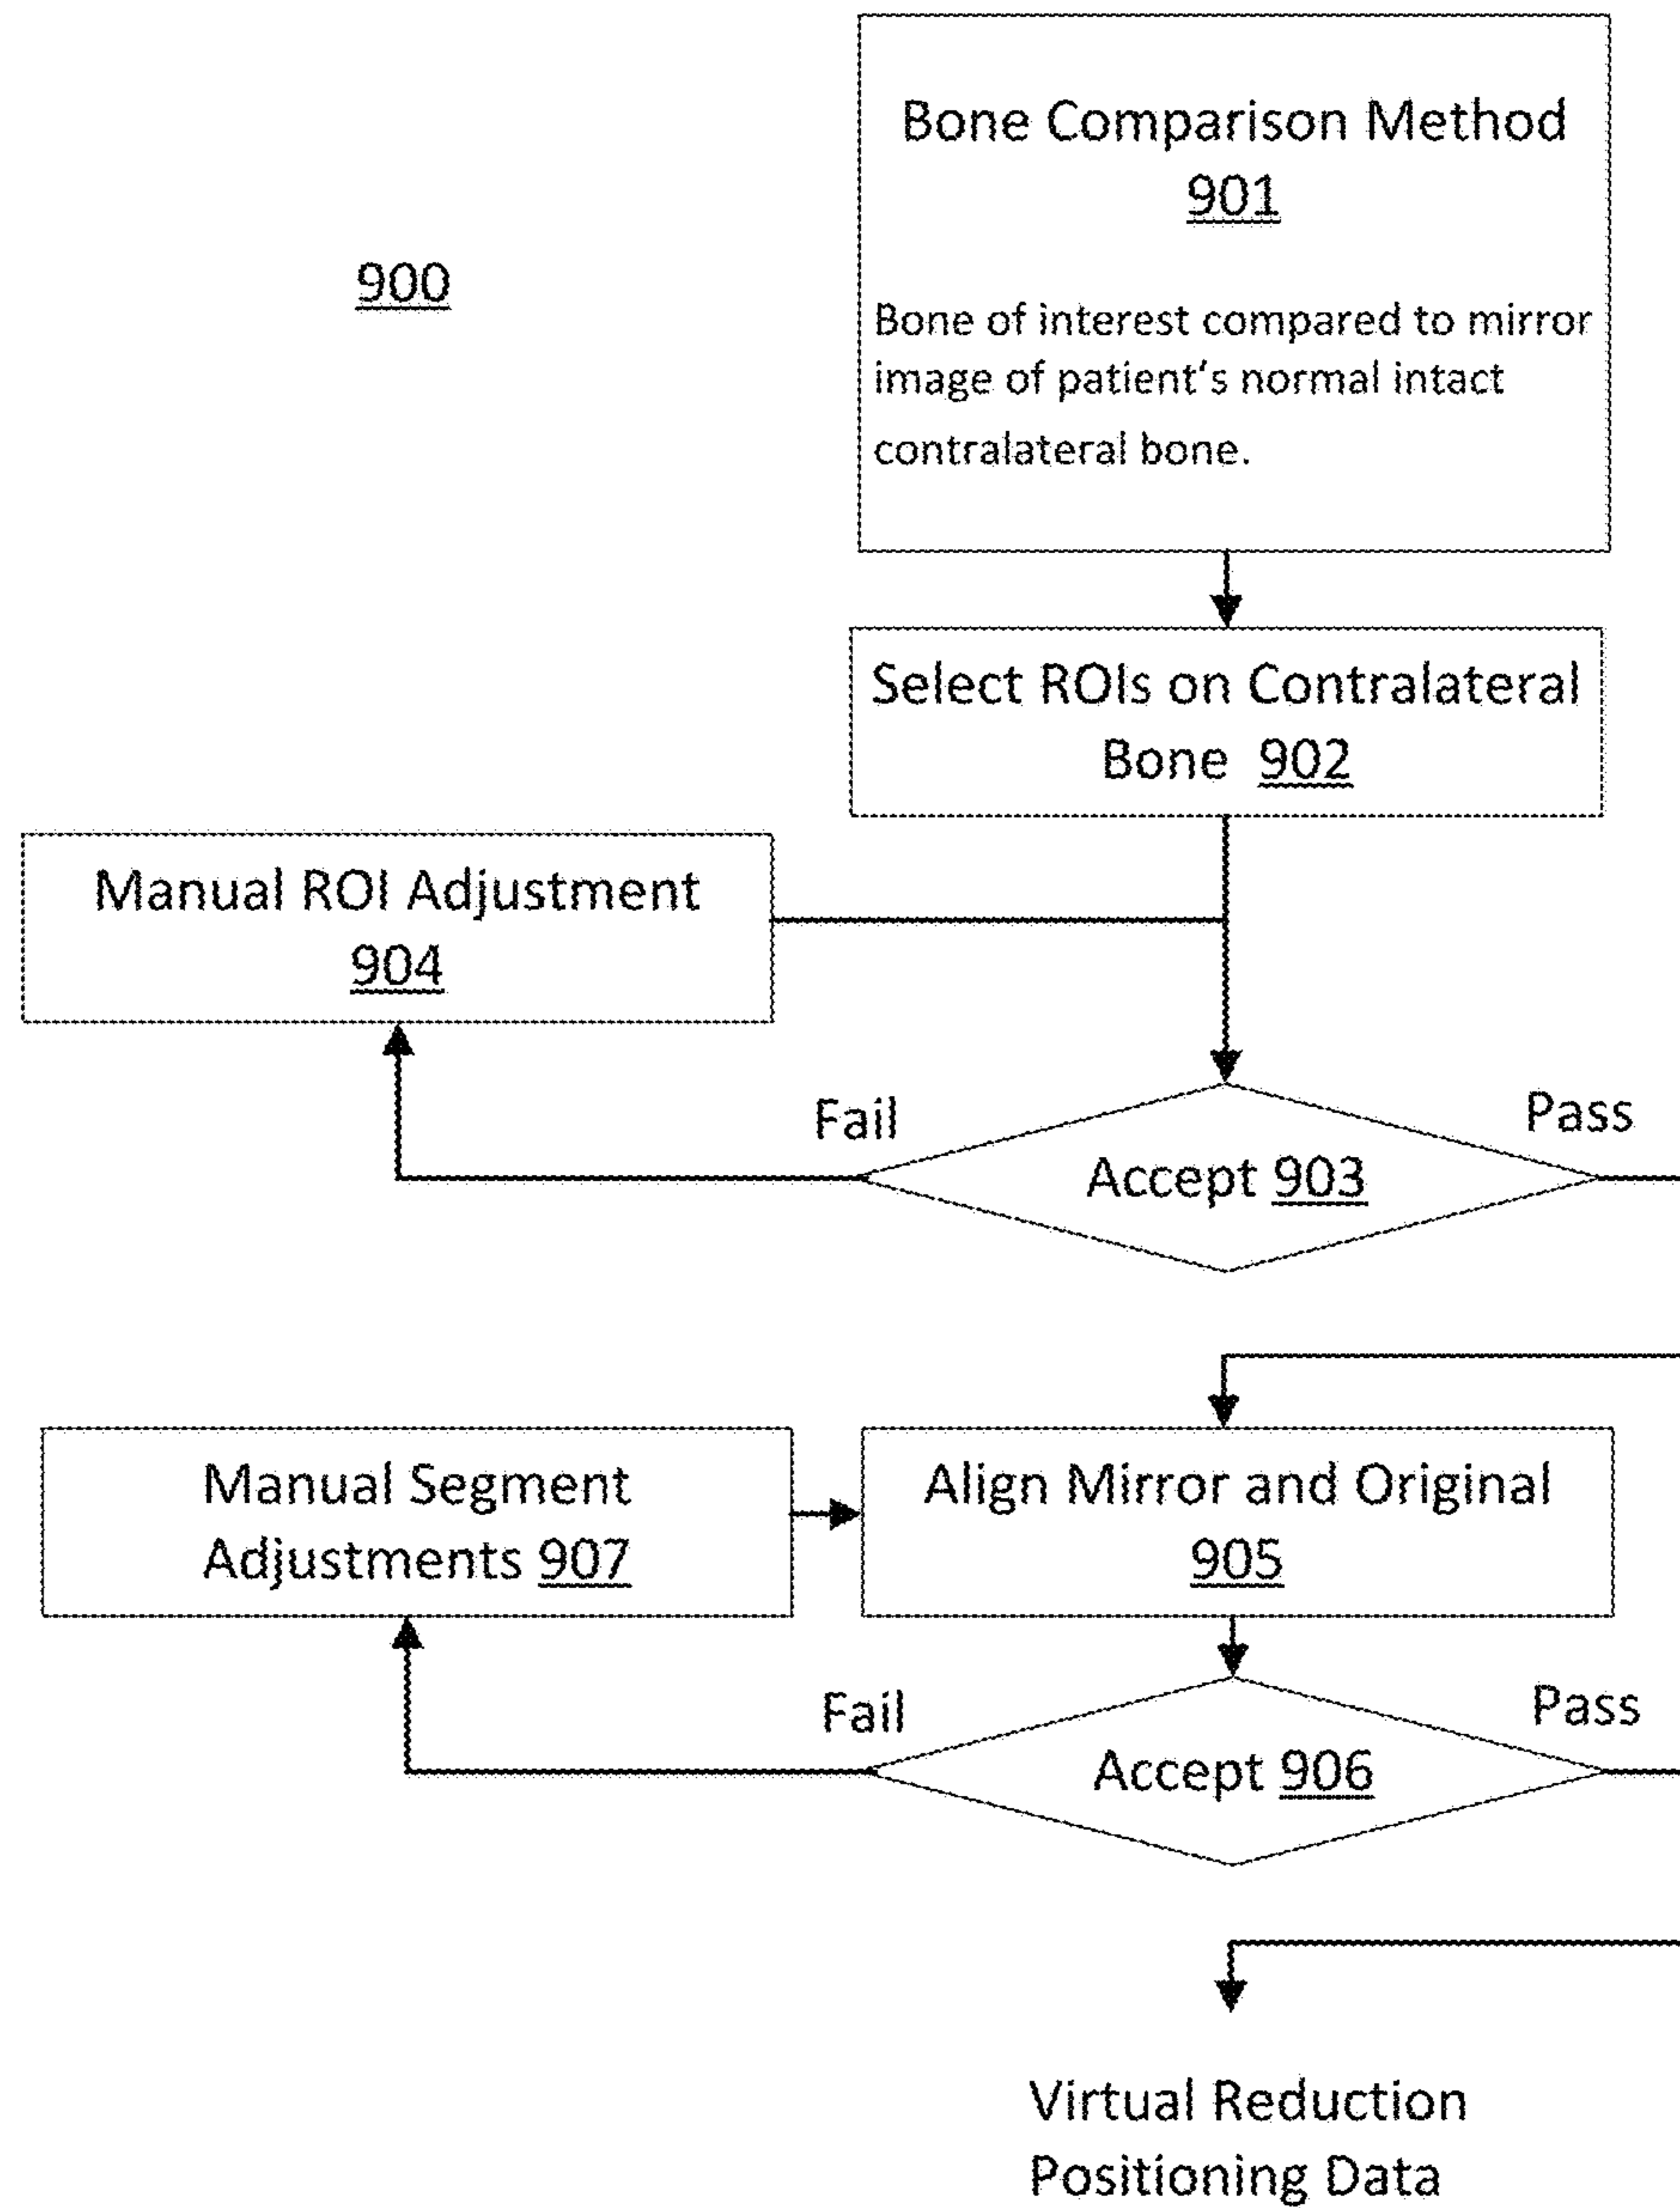 Bone Comparison Method
901
900
Bone of interest compared to mirror
image of patient's normal intact
contralateral bone.
Select ROIs on Contralateral
Bone 902
Manual ROI Adjustment
904
Fail
Pass
Accept 903
Manual Segment
Adjustments 907
Align Mirror and Original
905
Fail
Pass
Accept 906
Virtual Reduction
Positioning Data